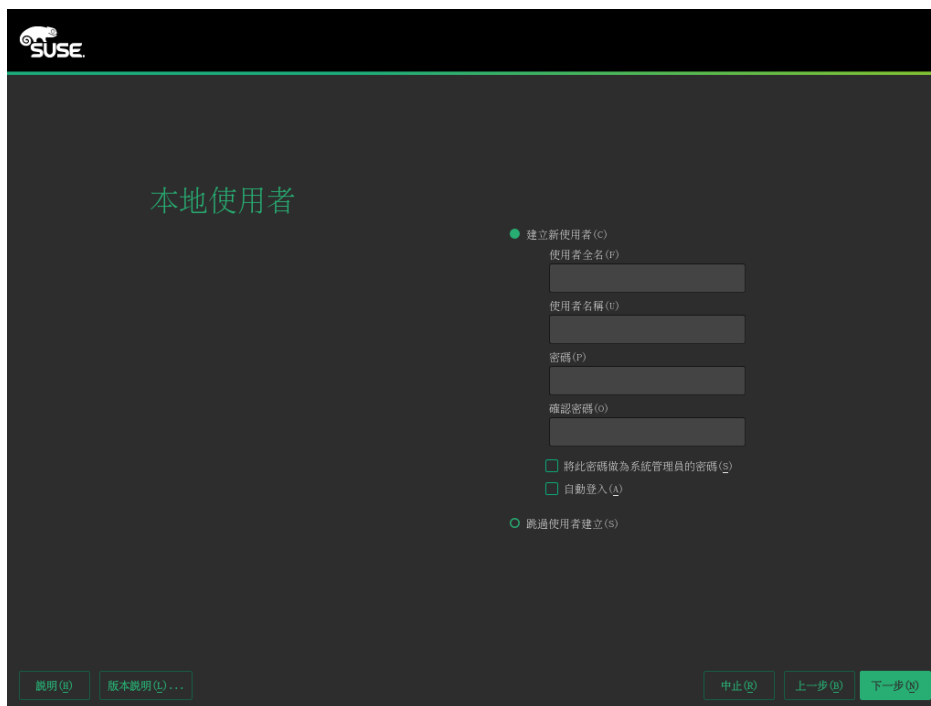 SUSE.
本地使用者
建立新使用者(C)
使用者全名(F)
使用者名稱(U)
密碼(P)
確認密碼(O)
將此密碼做為系統管理員的密碼(S)
自動登入(A)
跳過使用者建立(S)
說明(H) 版本說明(L)... 中止(R) 上一步(B) 下一步(N)